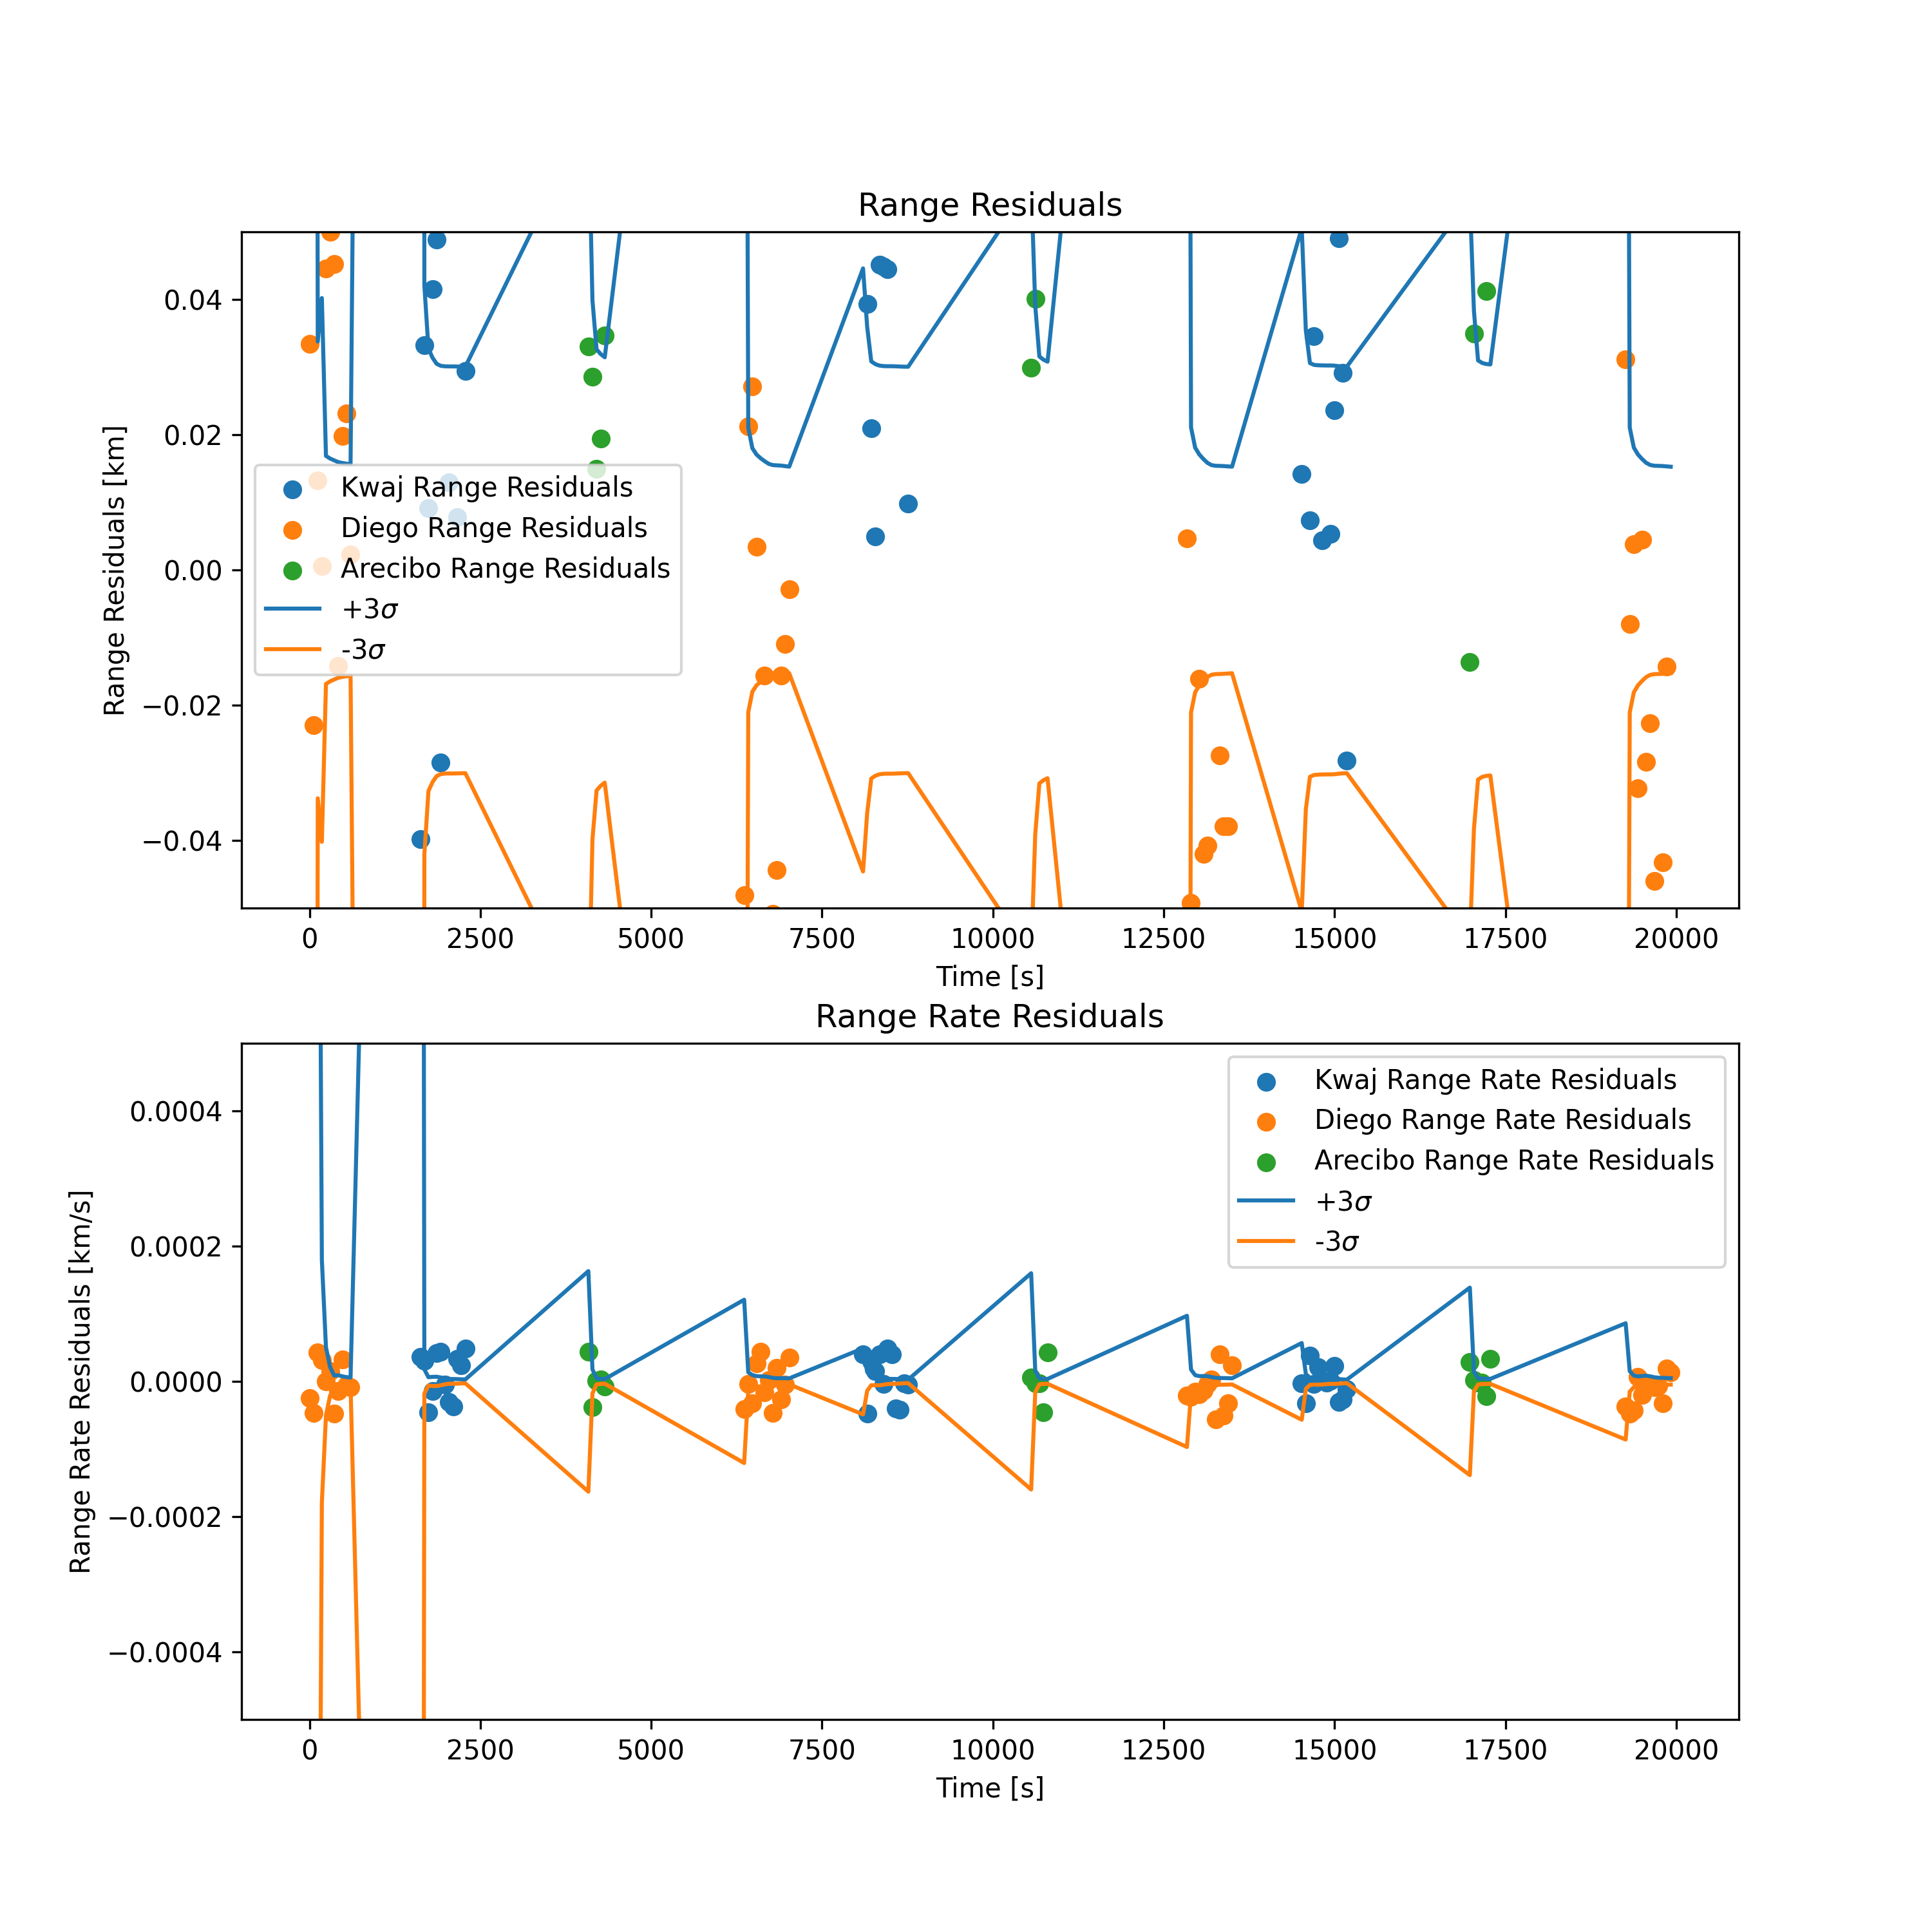 Range Residuals
Range Residuals [km]
0.04
0.02
0.00
−0.02
−0.04
Kwaj Range Residuals
Diego Range Residuals
Arecibo Range Residuals
+3σ
-3σ
0 2500 5000 7500 10000 12500 15000 17500 20000
Time [s]
Range Rate Residuals
Range Rate Residuals [km/s]
0.0004
0.0002
0.0000
−0.0002
−0.0004
Kwaj Range Rate Residuals
Diego Range Rate Residuals
Arecibo Range Rate Residuals
+3σ
-3σ
0 2500 5000 7500 10000 12500 15000 17500 20000
Time [s]